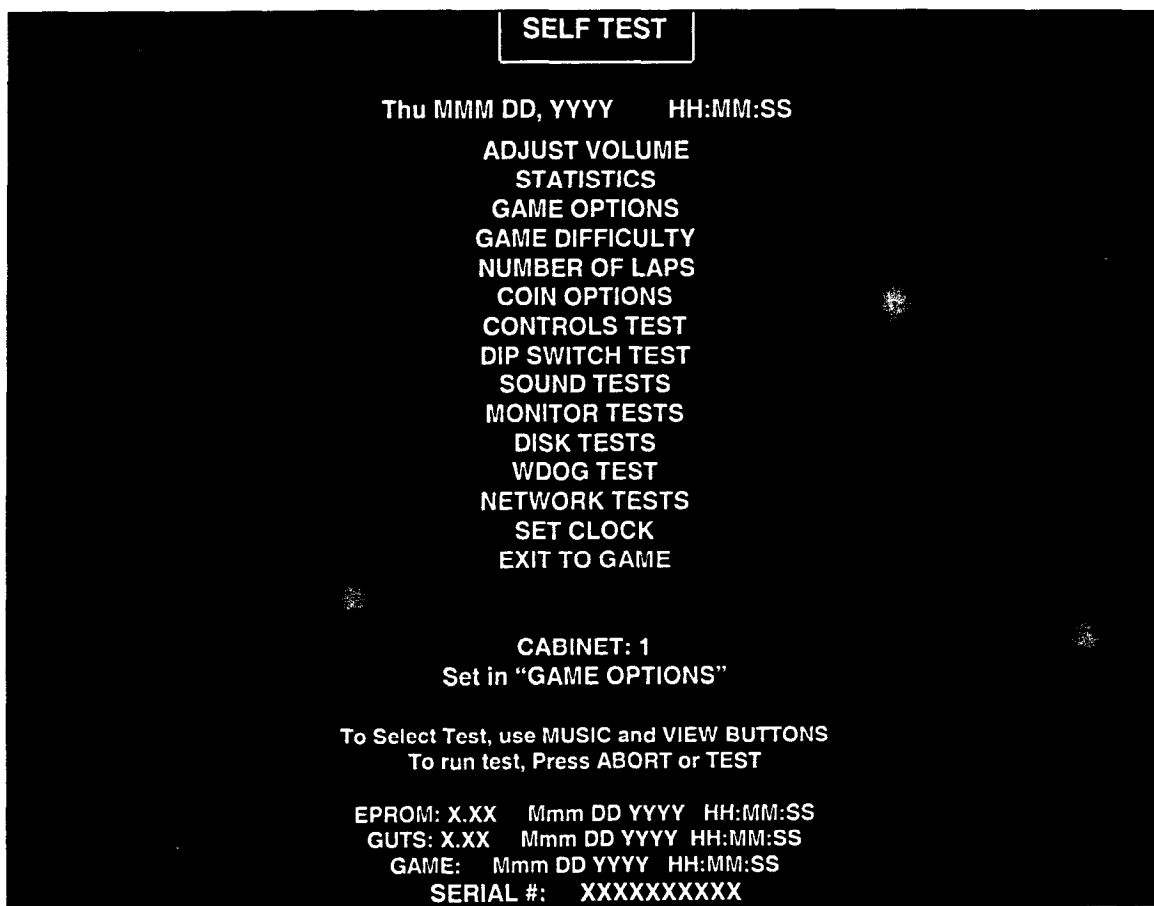 SELF TEST
Thu MMM DD, YYYY HH:MM:SS
ADJUST VOLUME
STATISTICS
GAME OPTIONS
GAME DIFFICULTY
NUMBER OF LAPS
COIN OPTIONS
CONTROLS TEST
DIP SWITCH TEST
SOUND TESTS
MONITOR TESTS
DISK TESTS
WDOG TEST
NETWORK TESTS
SET CLOCK
EXIT TO GAME
CABINET: 1
Set in “GAME OPTIONS”
To Select Test, use MUSIC and VIEW BUTTONS
To run test, Press ABORT or TEST
EPROM: X.XX Mmm DD YYYY HH:MM:SS
GUTS: X.XX Mmm DD YYYY HH:MM:SS
GAME: Mmm DD YYYY HH:MM:SS
SERIAL #: XXXXXXXXXX